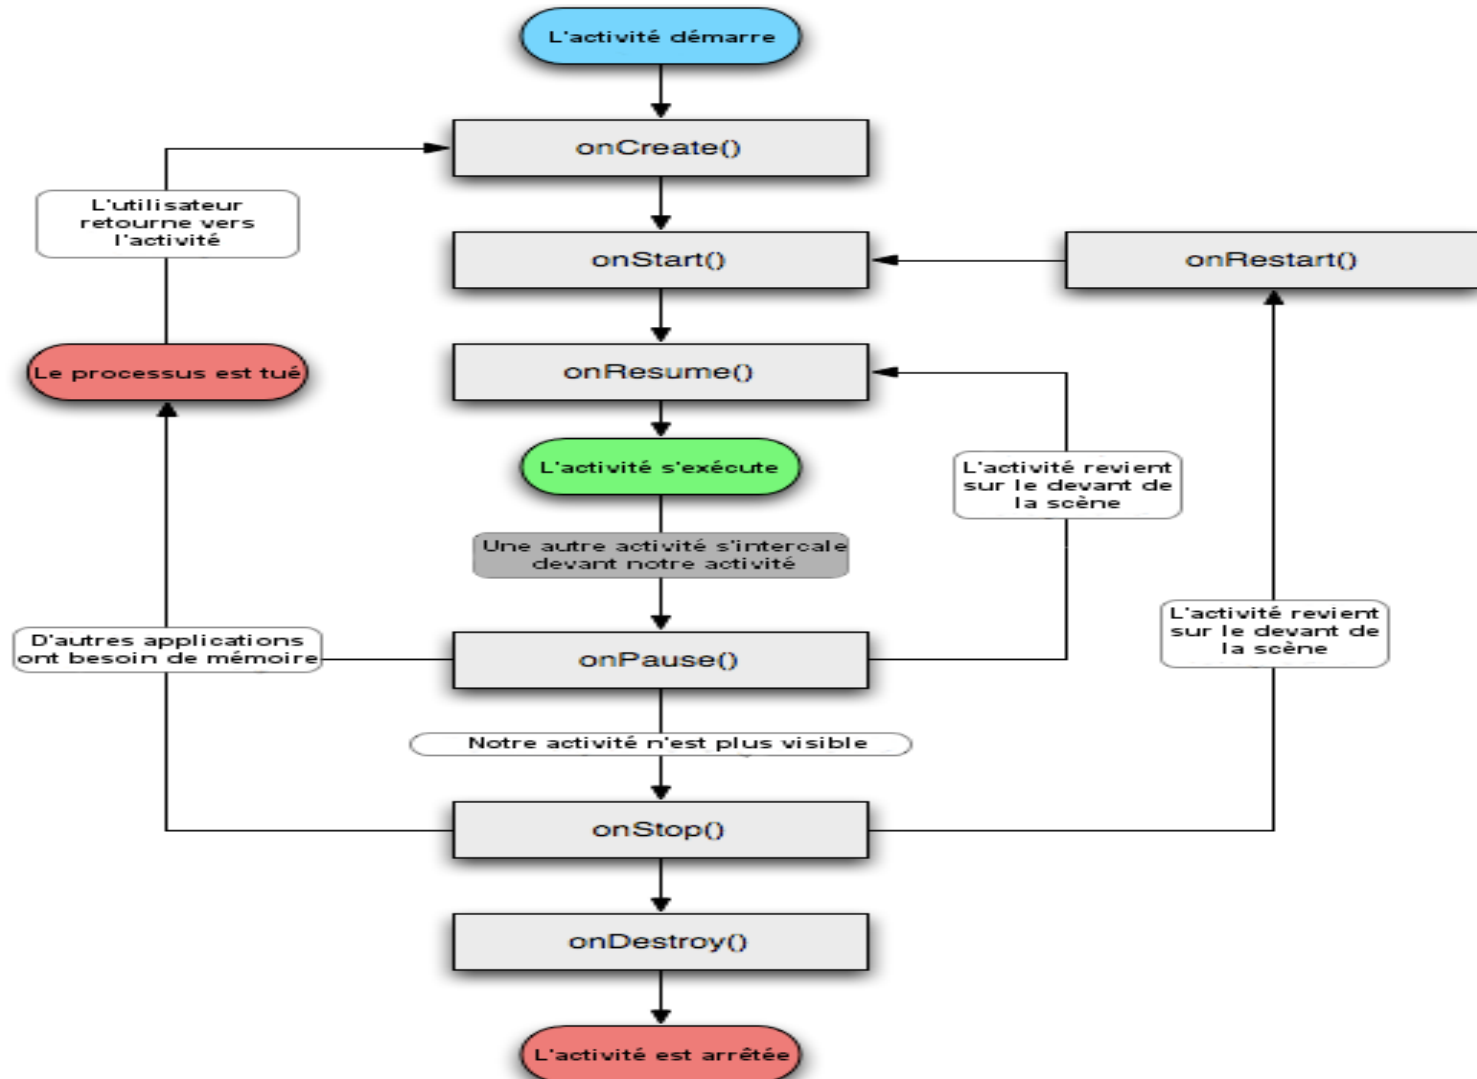 L'activité démarre
onCreate()
L'utilisateur
retourne vers
l'activité
onStart()
onRestart()
onResume()
Le processus est tué
L'activité s'exécute
L'activité revient
sur le devant de
la scène
Une autre activité s'intercale
devant notre activité
D'autres applications
ont besoin de mémoire
onPause()
L'activité revient
sur le devant de
la scène
Notre activité n'est plus visible
onStop()
onDestroy()
L'activité est arrêtée